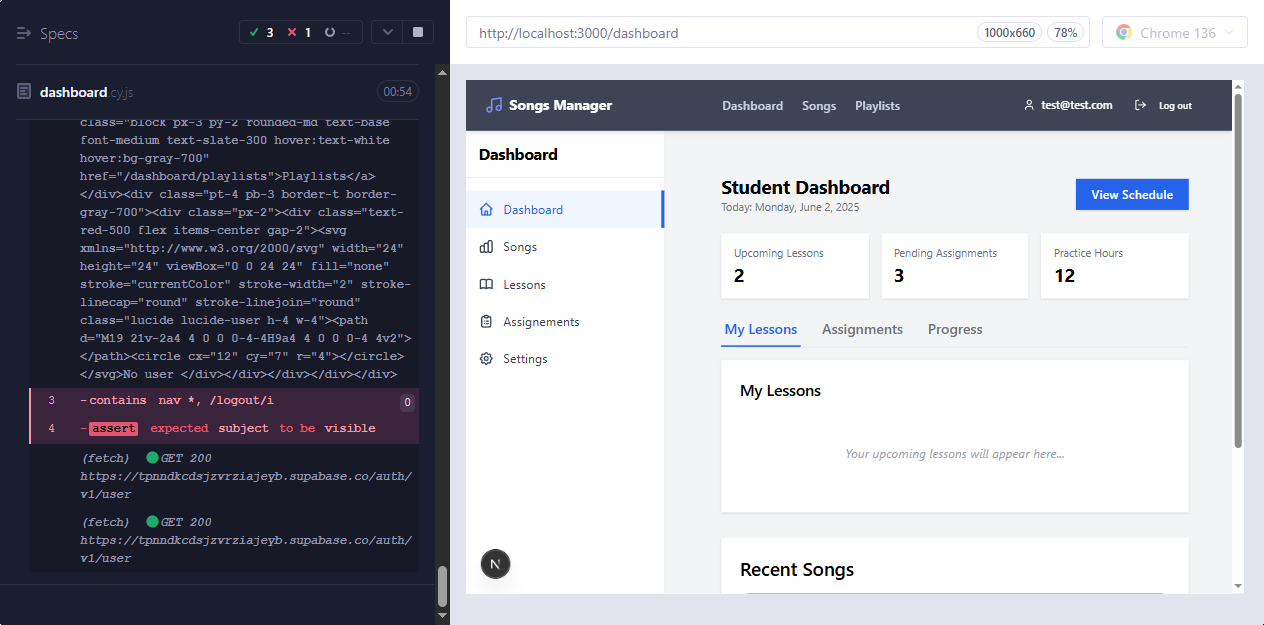 Specs
3
1
--
dashboard.cy.js
00:54
class="block px-3 py-2 rounded-md text-base
font-medium text-slate-300 hover:text-white
hover:bg-gray-700"
href="/dashboard/playlists">Playlists</a>
</div><div class="pt-4 pb-3 border-t border-
gray-700"><div class="px-2"><div class="text-
red-500 flex items-center gap-2"><svg
xmlns="http://www.w3.org/2000/svg" width="24"
height="24" viewBox="0 0 24 24" fill="none"
stroke="currentColor" stroke-width="2" stroke-
linecap="round" stroke-linejoin="round"
class="lucide lucide-user h-4 w-4"><path
d="M19 21v-2a4 4 0 0 0-4-4H9a4 4 0 0 0-4 4v2">
</path><circle cx="12" cy="7" r="4"></circle>
</svg>No user </div></div></div></div></div>
3 -contains nav *, /logout/i 0
4 -assert expected subject to be visible
(fetch) GET 200
https://tpnndkcdsjzvrziajeyb.supabase.co/auth/
v1/user
(fetch) GET 200
https://tpnndkcdsjzvrziajeyb.supabase.co/auth/
v1/user
http://localhost:3000/dashboard
1000x660
78%
Chrome 136
Songs Manager
Dashboard Songs Playlists
test@test.com
Log out
Dashboard
Dashboard
Songs
Lessons
Assignements
Settings
N
Student Dashboard
Today: Monday, June 2, 2025
View Schedule
Upcoming Lessons
2
Pending Assignments
3
Practice Hours
12
My Lessons Assignments Progress
My Lessons
Your upcoming lessons will appear here...
Recent Songs